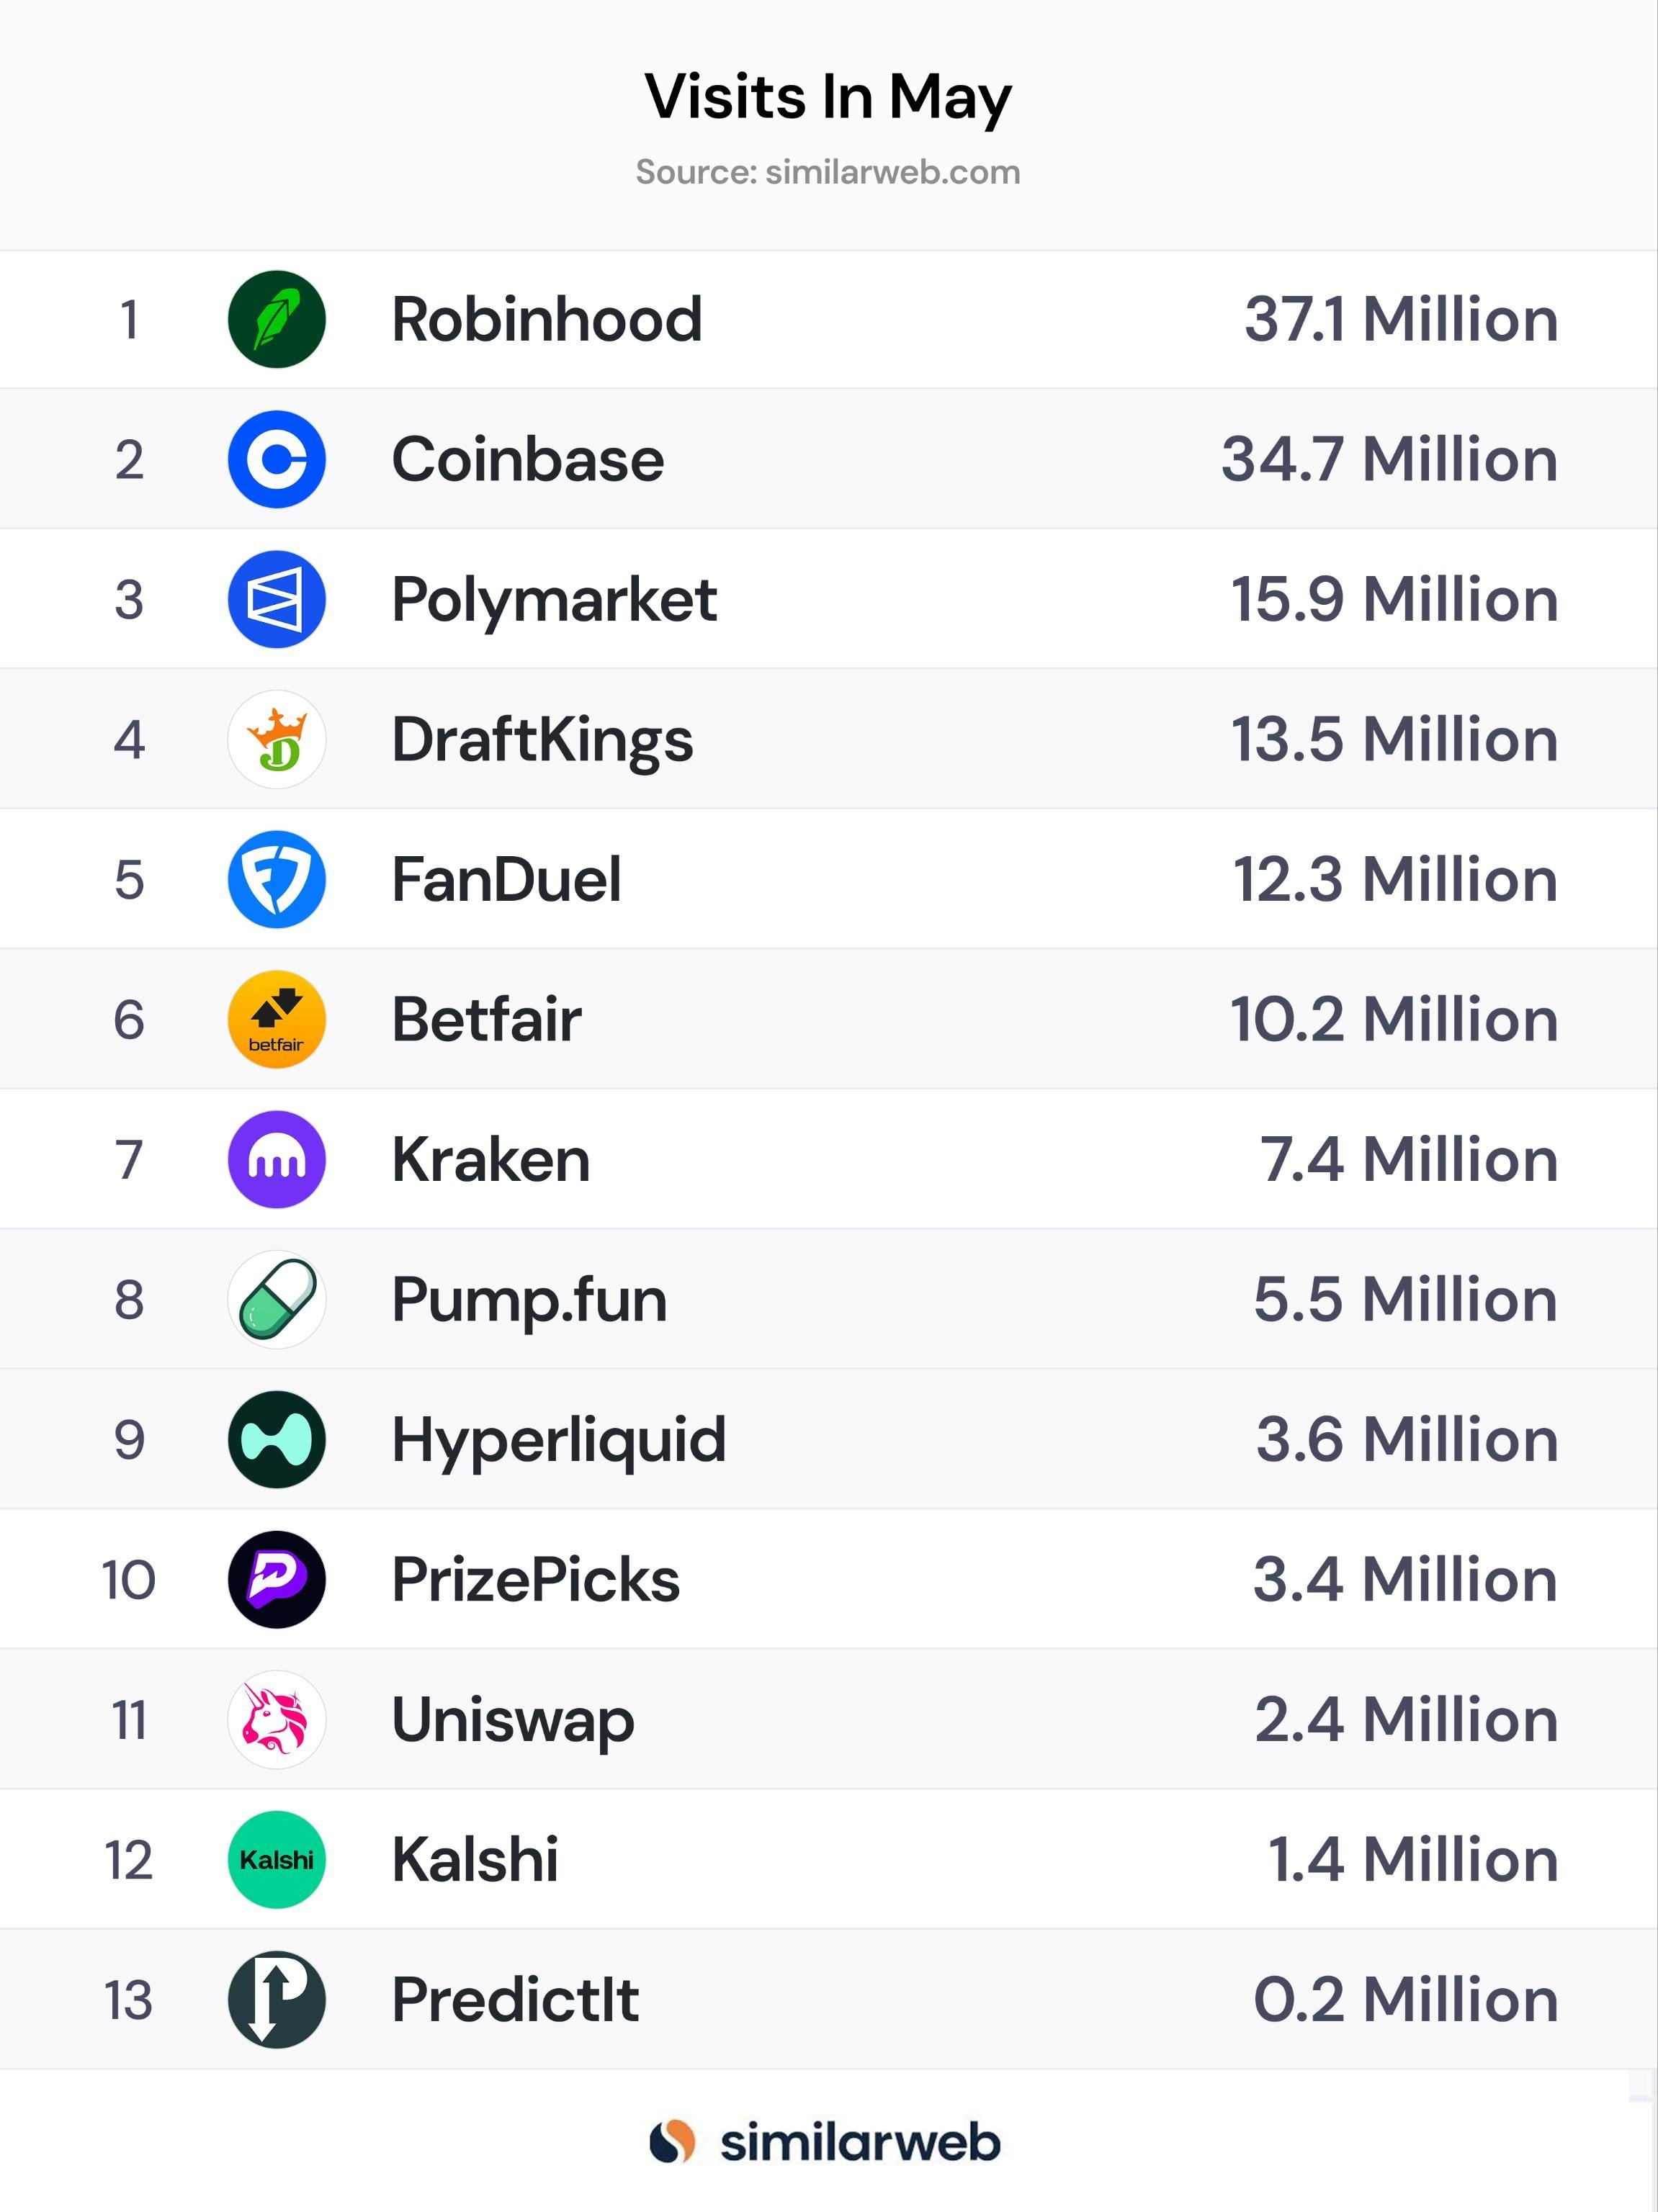 Visits In May
Source: similarweb.com
1 Robinhood 37.1 Million
2 Coinbase 34.7 Million
3 Polymarket 15.9 Million
4 DraftKings 13.5 Million
5 FanDuel 12.3 Million
6 betfair Betfair 10.2 Million
7 Kraken 7.4 Million
8 Pump.fun 5.5 Million
9 Hyperliquid 3.6 Million
10 PrizePicks 3.4 Million
11 Uniswap 2.4 Million
12 Kalshi Kalshi 1.4 Million
13 PredictIt 0.2 Million
similarweb